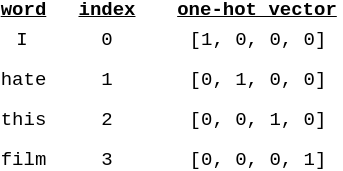 word index one-hot vector
I 0 [1, 0, 0, 0]
hate 1 [0, 1, 0, 0]
this 2 [0, 0, 1, 0]
film 3 [0, 0, 0, 1]